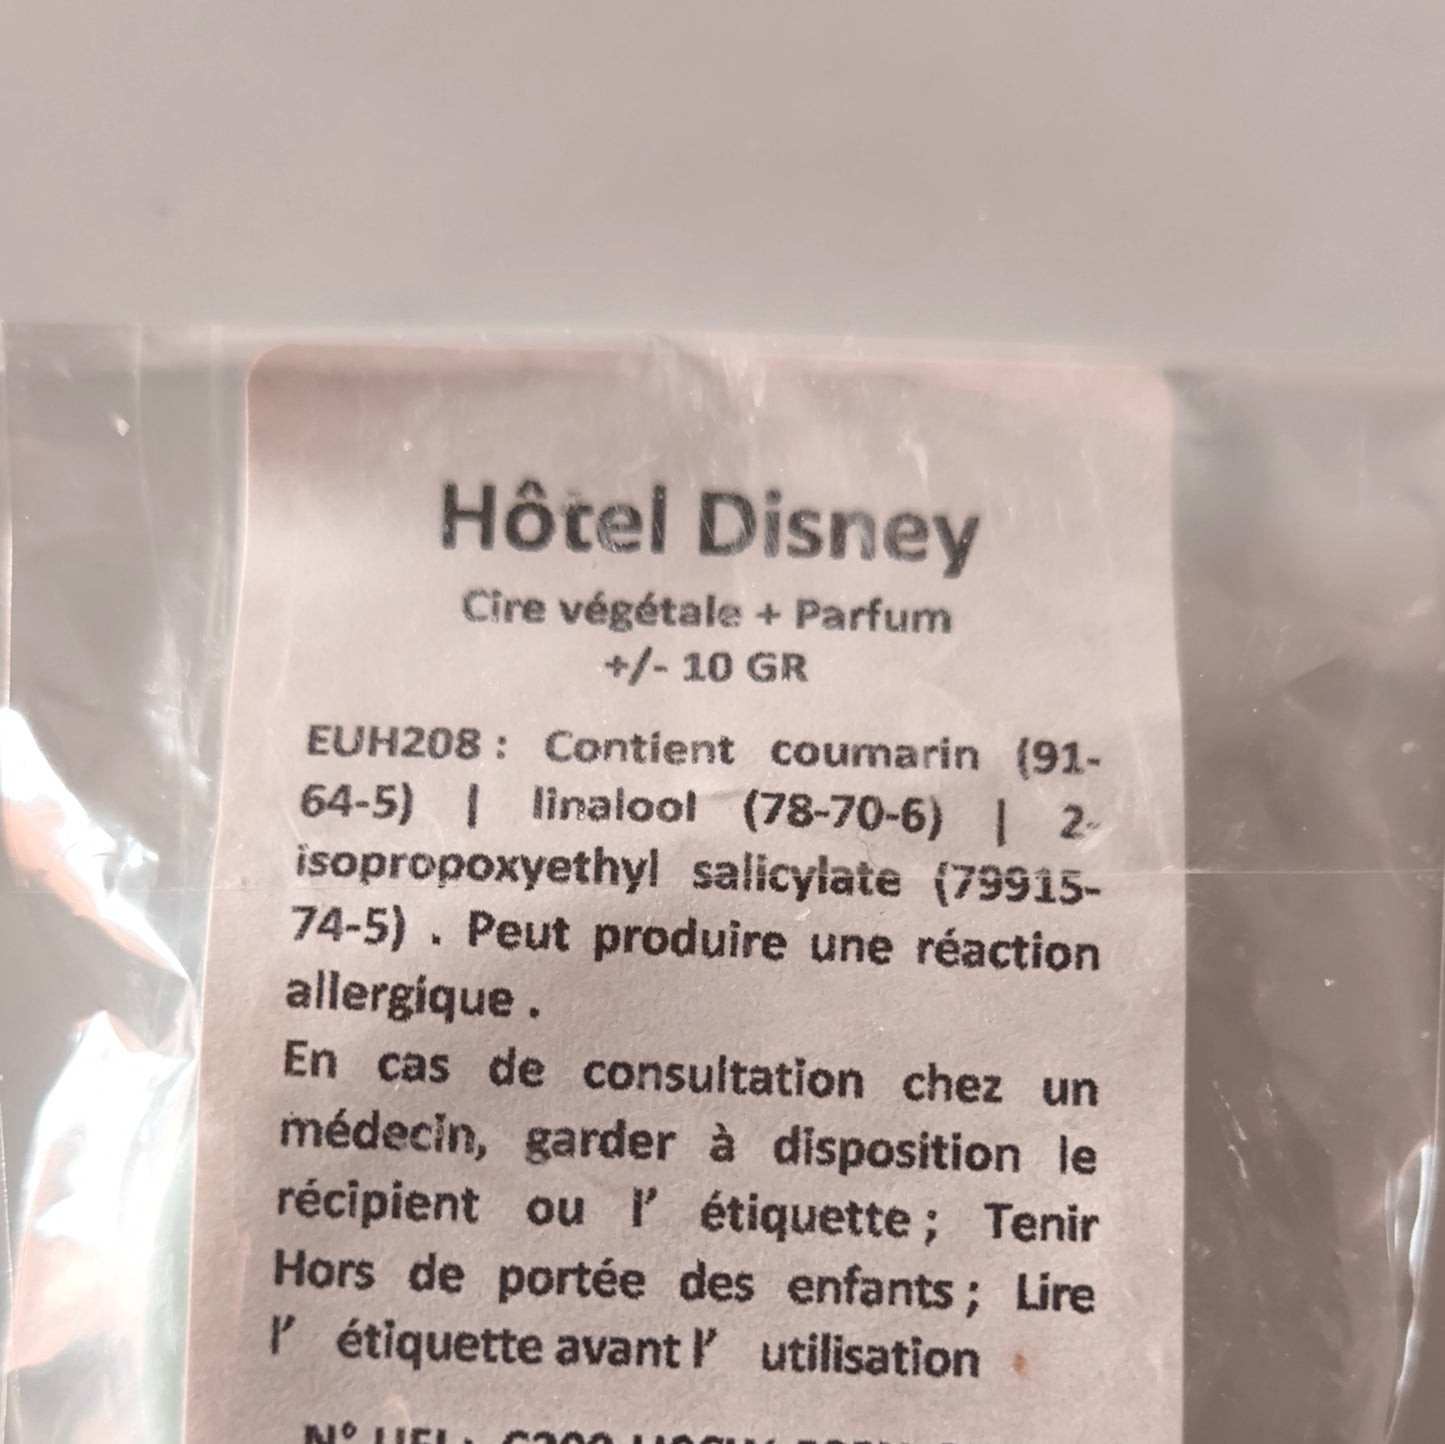 Hôtel Disney
Cire végétale + Parfum
+/- 10 GR
EUH208 : Contient coumarin (91-
64-5) | linalool (78-70-6) | 2-
isopropoxyethyl salicylate (79915-
74-5) . Peut produire une réaction
allergique .
En cas de consultation chez un
médecin, garder à disposition le
récipient ou l’ étiquette ; Tenir
Hors de portée des enfants ; Lire
l’ étiquette avant l’ utilisation
N° UFI :